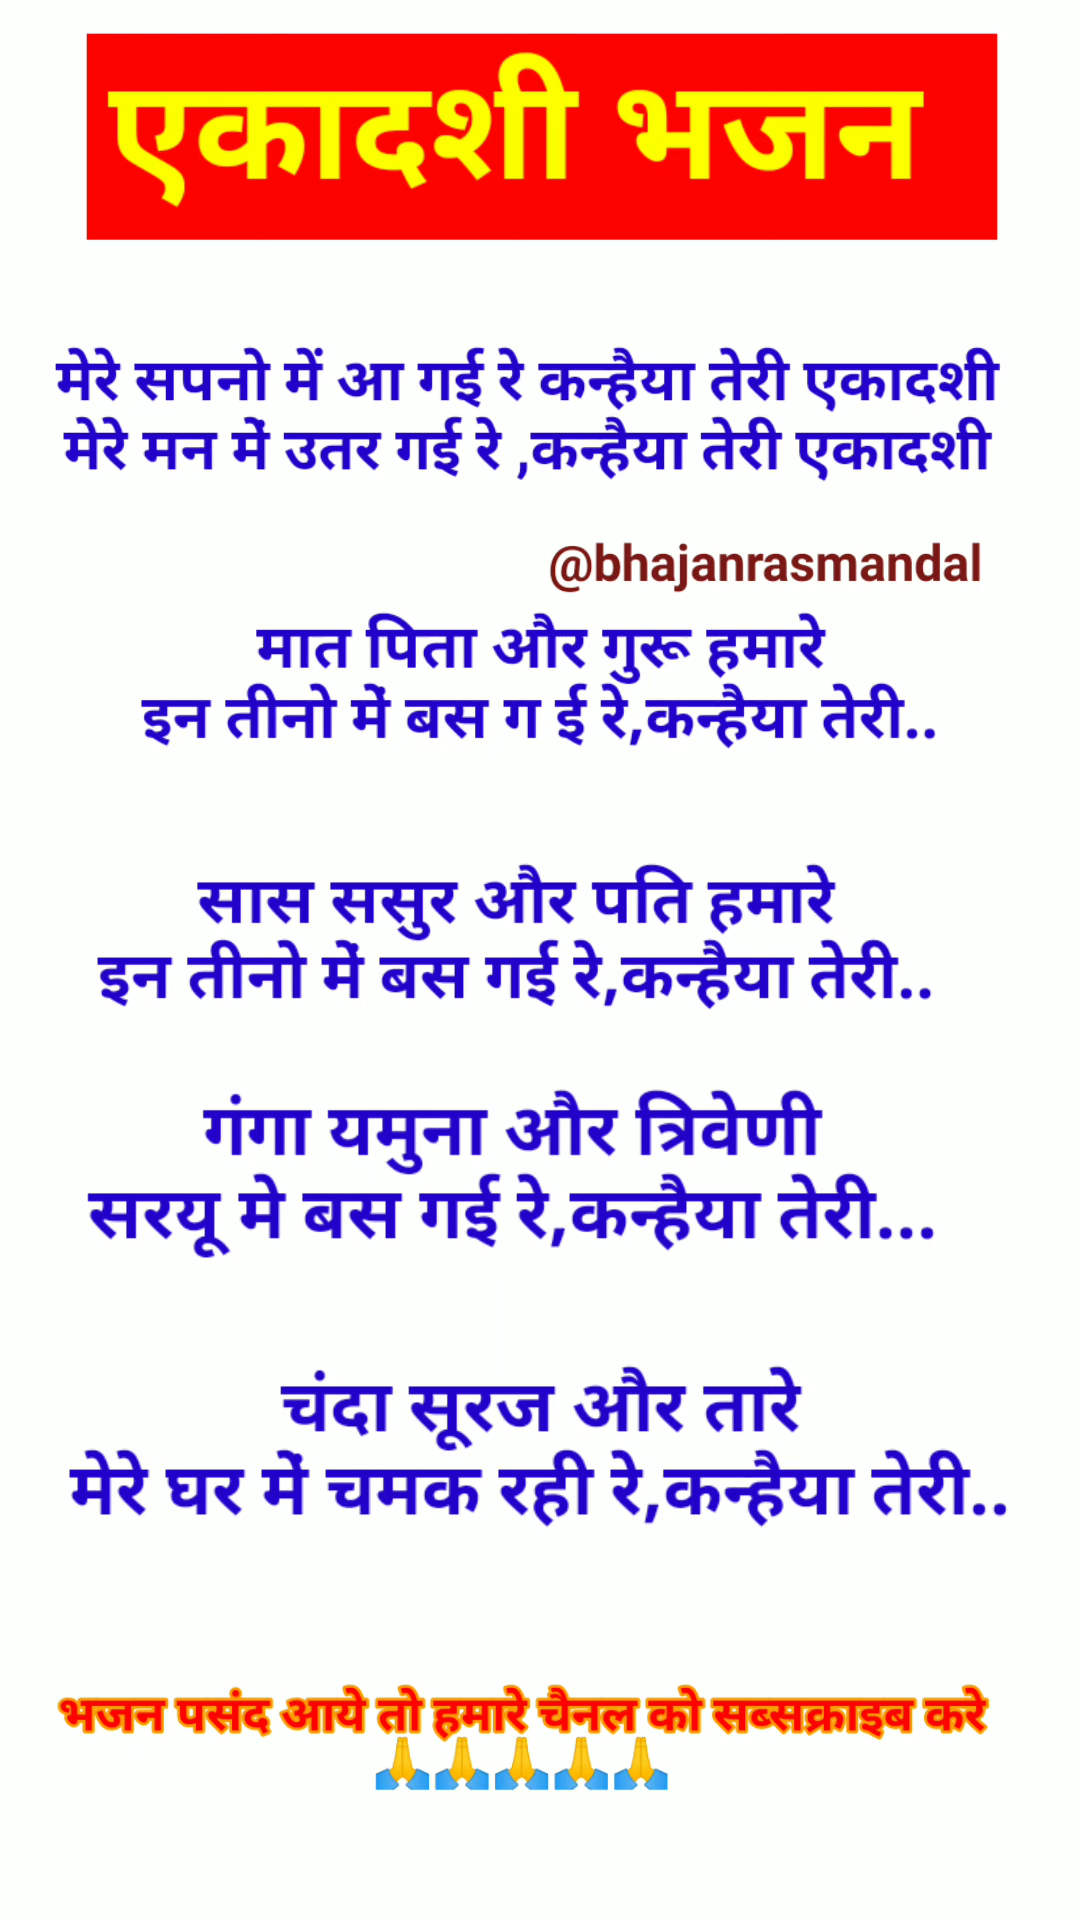 एकादशी भजन
मेरे सपनो में आ गई रे कन्हैया तेरी एकादशी
मेरे मन में उतर गई रे ,कन्हैया तेरी एकादशी
@bhajanrasmandal
मात पिता और गुरू हमारे
इन तीनो में बस ग ई रे,कन्हैया तेरी..
सास ससुर और पति हमारे
इन तीनो में बस गई रे,कन्हैया तेरी..
गंगा यमुना और त्रिवेणी
सरयू मे बस गई रे,कन्हैया तेरी...
चंदा सूरज और तारे
मेरे घर में चमक रही रे,कन्हैया तेरी..
भजन पसंद आये तो हमारे चैनल को सब्सक्राइब करे
🙏🙏🙏🙏🙏